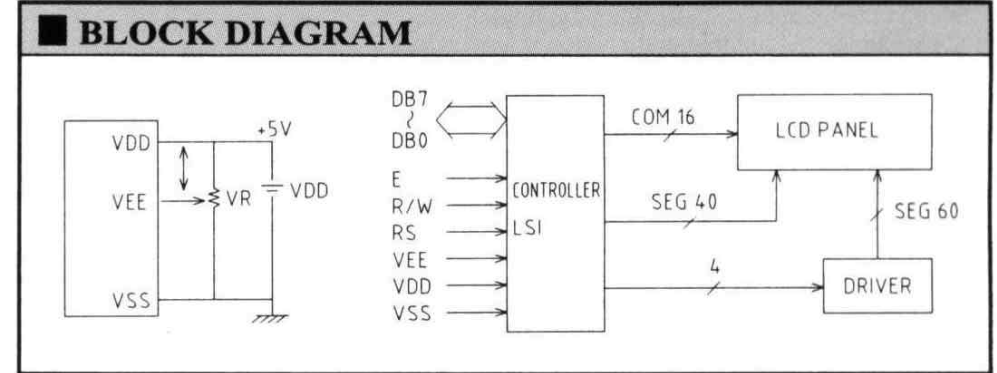 ■ BLOCK DIAGRAM
VDD
VEE
VSS
+5V
VR
VDD
DB7
~
DB0
E
R/W
RS
VEE
VDD
VSS
CONTROLLER
LSI
COM 16
SEG 40
4
LCD PANEL
SEG 60
DRIVER